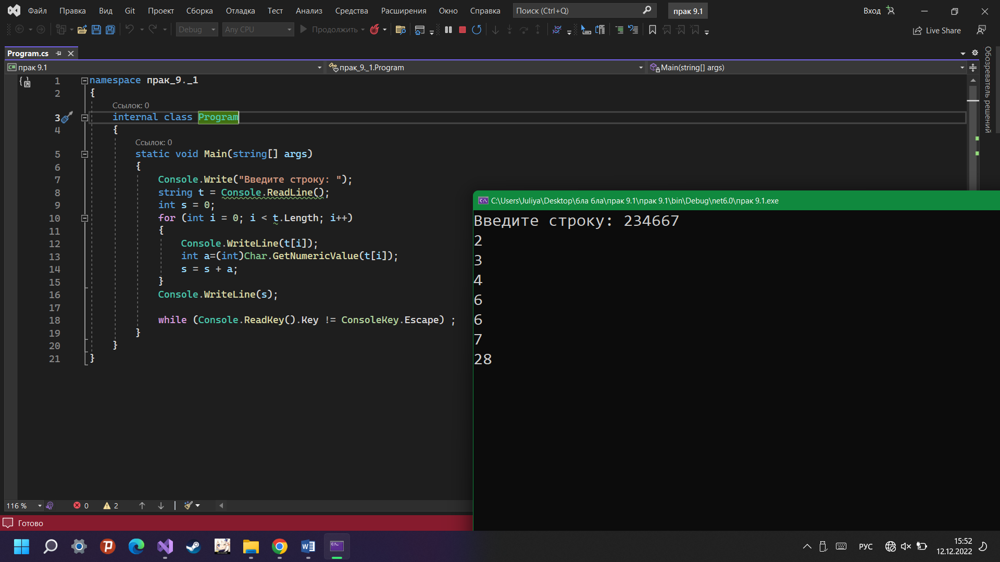 Файл Правка Вид Git Проект Сборка Отладка Тест Анализ Средства Расширения Окно Справка Поиск (Ctrl+Q) прак 9.1 Вход
Debug Any CPU Продолжить Live Share
Program.cs
C# прак 9.1 прак_9._1.Program Main(string[] args)
Обозреватель решений
1 namespace прак_9._1
2 {
Ссылок: 0
3 internal class Program
4 {
Ссылок: 0
5 static void Main(string[] args)
6 {
7 Console.Write("Введите строку: ");
8 string t = Console.ReadLine();
9 int s = 0;
10 for (int i = 0; i < t.Length; i++)
11 {
12 Console.WriteLine(t[i]);
13 int a=(int)Char.GetNumericValue(t[i]);
14 s = s + a;
15 }
16 Console.WriteLine(s);
17
18 while (Console.ReadKey().Key != ConsoleKey.Escape) ;
19 }
20 }
21 }
C:\Users\Juliya\Desktop\бла бла\прак 9.1\прак 9.1\bin\Debug\net6.0\прак 9.1.exe
Введите строку: 234667
2
3
4
6
6
7
28
116 % 0 2
Готово
РУС 15:52
12.12.2022